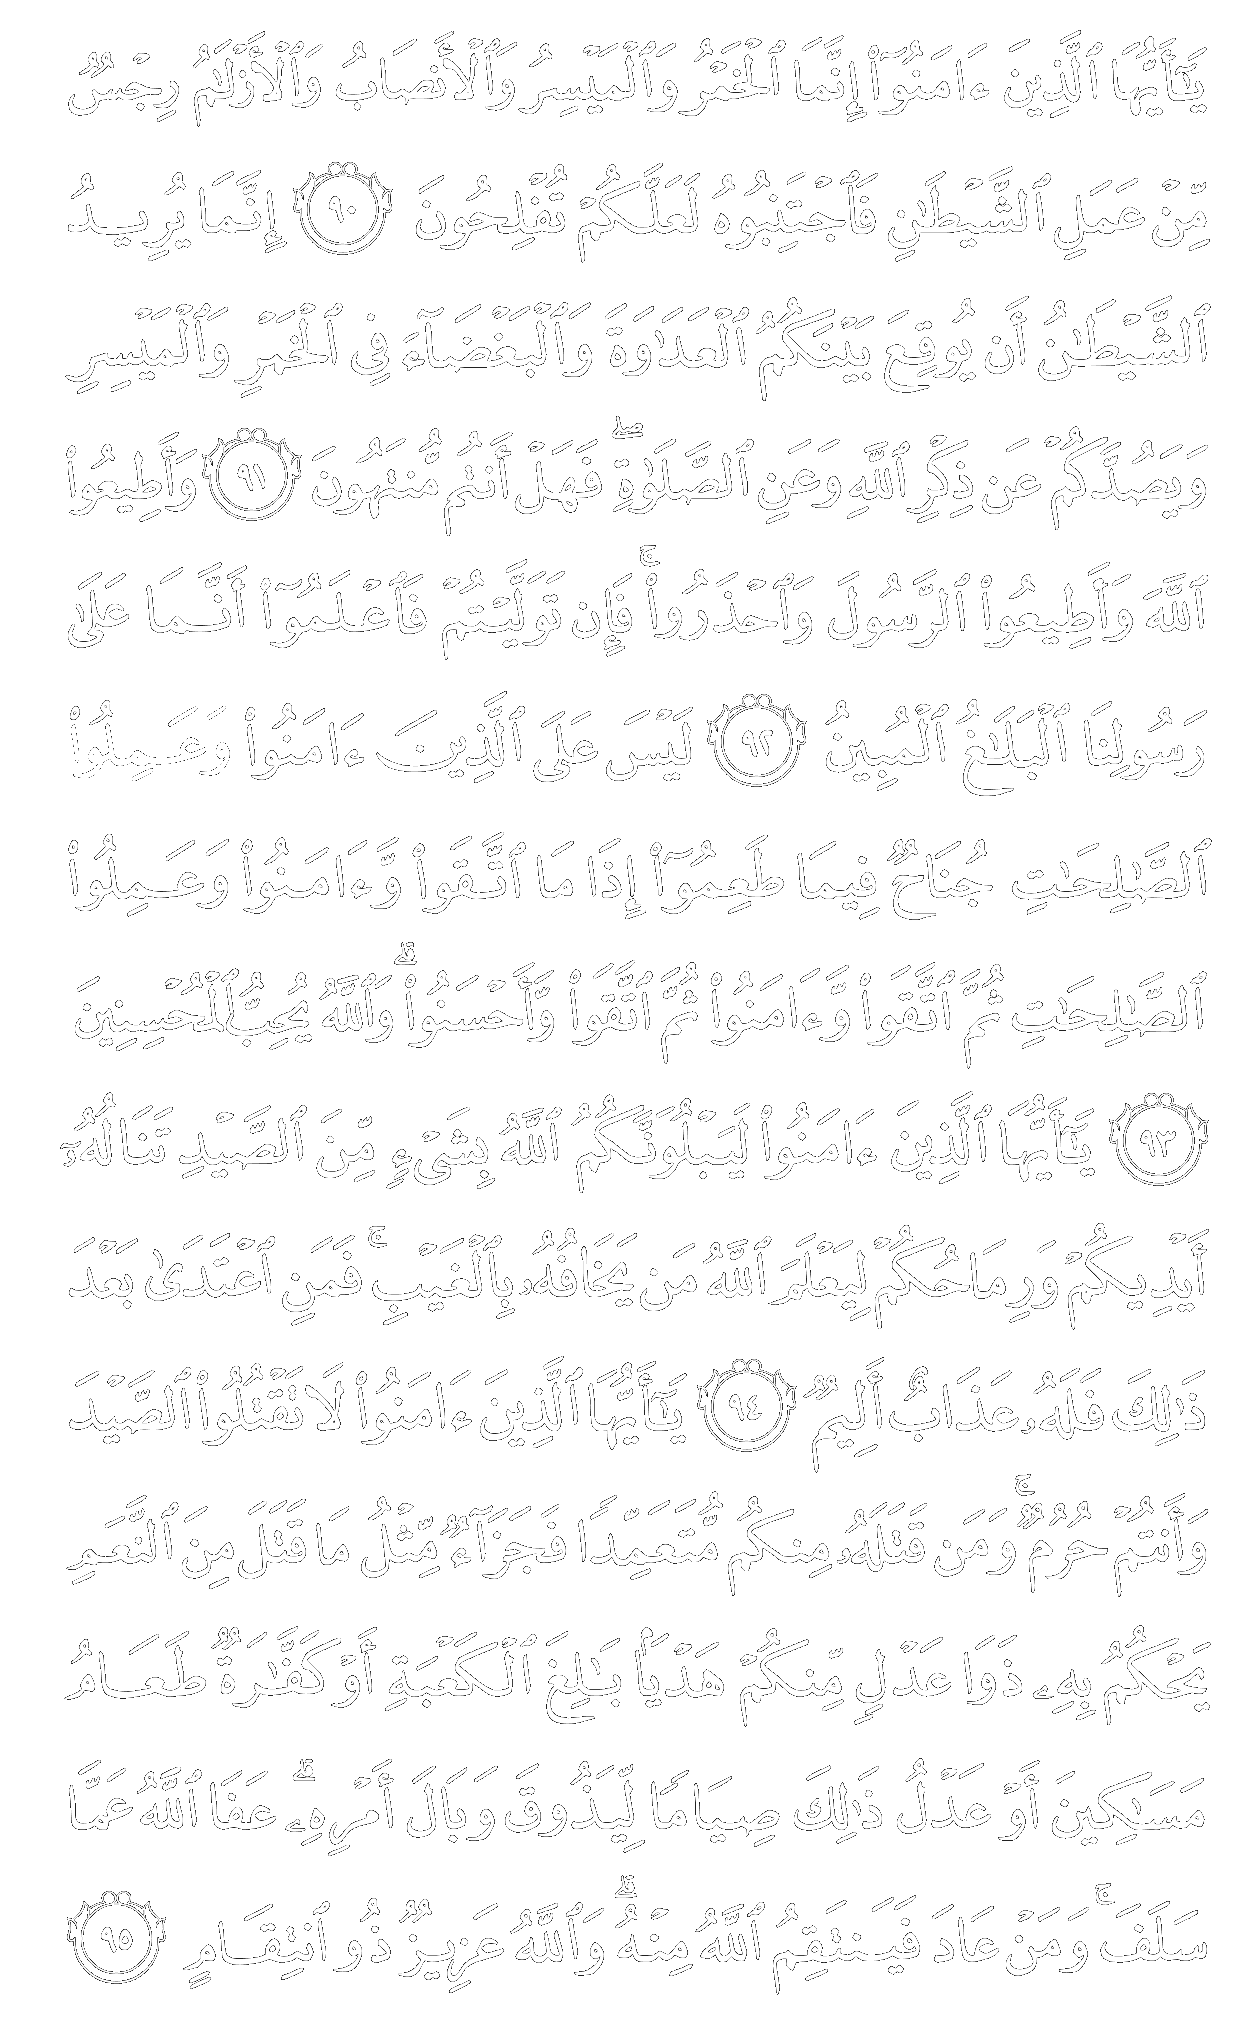 يَـٰٓأَيُّهَا ٱلَّذِينَ ءَامَنُوٓا۟ إِنَّمَا ٱلْخَمْرُ وَٱلْمَيْسِرُ وَٱلْأَنصَابُ وَٱلْأَزْلَـٰمُ رِجْسٌ
مِّنْ عَمَلِ ٱلشَّيْطَـٰنِ فَٱجْتَنِبُوهُ لَعَلَّكُمْ تُفْلِحُونَ ٩٠ إِنَّمَا يُرِيدُ
ٱلشَّيْطَـٰنُ أَن يُوقِعَ بَيْنَكُمُ ٱلْعَدَٰوَةَ وَٱلْبَغْضَآءَ فِى ٱلْخَمْرِ وَٱلْمَيْسِرِ
وَيَصُدَّكُمْ عَن ذِكْرِ ٱللَّهِ وَعَنِ ٱلصَّلَوٰةِ ۖ فَهَلْ أَنتُم مُّنتَهُونَ ٩١ وَأَطِيعُوا۟
ٱللَّهَ وَأَطِيعُوا۟ ٱلرَّسُولَ وَٱحْذَرُوا۟ ۚ فَإِن تَوَلَّيْتُمْ فَٱعْلَمُوٓا۟ أَنَّمَا عَلَىٰ
رَسُولِنَا ٱلْبَلَـٰغُ ٱلْمُبِينُ ٩٢ لَيْسَ عَلَى ٱلَّذِينَ ءَامَنُوا۟ وَعَمِلُوا۟
ٱلصَّـٰلِحَـٰتِ جُنَاحٌ فِيمَا طَعِمُوٓا۟ إِذَا مَا ٱتَّقَوا۟ وَّءَامَنُوا۟ وَعَمِلُوا۟
ٱلصَّـٰلِحَـٰتِ ثُمَّ ٱتَّقَوا۟ وَّءَامَنُوا۟ ثُمَّ ٱتَّقَوا۟ وَّأَحْسَنُوا۟ ۗ وَٱللَّهُ يُحِبُّ ٱلْمُحْسِنِينَ
٩٣ يَـٰٓأَيُّهَا ٱلَّذِينَ ءَامَنُوا۟ لَيَبْلُوَنَّكُمُ ٱللَّهُ بِشَىْءٍ مِّنَ ٱلصَّيْدِ تَنَالُهُۥٓ
أَيْدِيكُمْ وَرِمَاحُكُمْ لِيَعْلَمَ ٱللَّهُ مَن يَخَافُهُۥ بِٱلْغَيْبِ ۚ فَمَنِ ٱعْتَدَىٰ بَعْدَ
ذَٰلِكَ فَلَهُۥ عَذَابٌ أَلِيمٌ ٩٤ يَـٰٓأَيُّهَا ٱلَّذِينَ ءَامَنُوا۟ لَا تَقْتُلُوا۟ ٱلصَّيْدَ
وَأَنتُمْ حُرُمٌ ۚ وَمَن قَتَلَهُۥ مِنكُم مُّتَعَمِّدًا فَجَزَآءٌ مِّثْلُ مَا قَتَلَ مِنَ ٱلنَّعَمِ
يَحْكُمُ بِهِۦ ذَوَا عَدْلٍ مِّنكُمْ هَدْيًۢا بَـٰلِغَ ٱلْكَعْبَةِ أَوْ كَفَّـٰرَةٌ طَعَامُ
مَسَـٰكِينَ أَوْ عَدْلُ ذَٰلِكَ صِيَامًا لِّيَذُوقَ وَبَالَ أَمْرِهِۦ ۗ عَفَا ٱللَّهُ عَمَّا
سَلَفَ ۚ وَمَنْ عَادَ فَيَنتَقِمُ ٱللَّهُ مِنْهُ ۗ وَٱللَّهُ عَزِيزٌ ذُو ٱنتِقَامٍ ٩٥